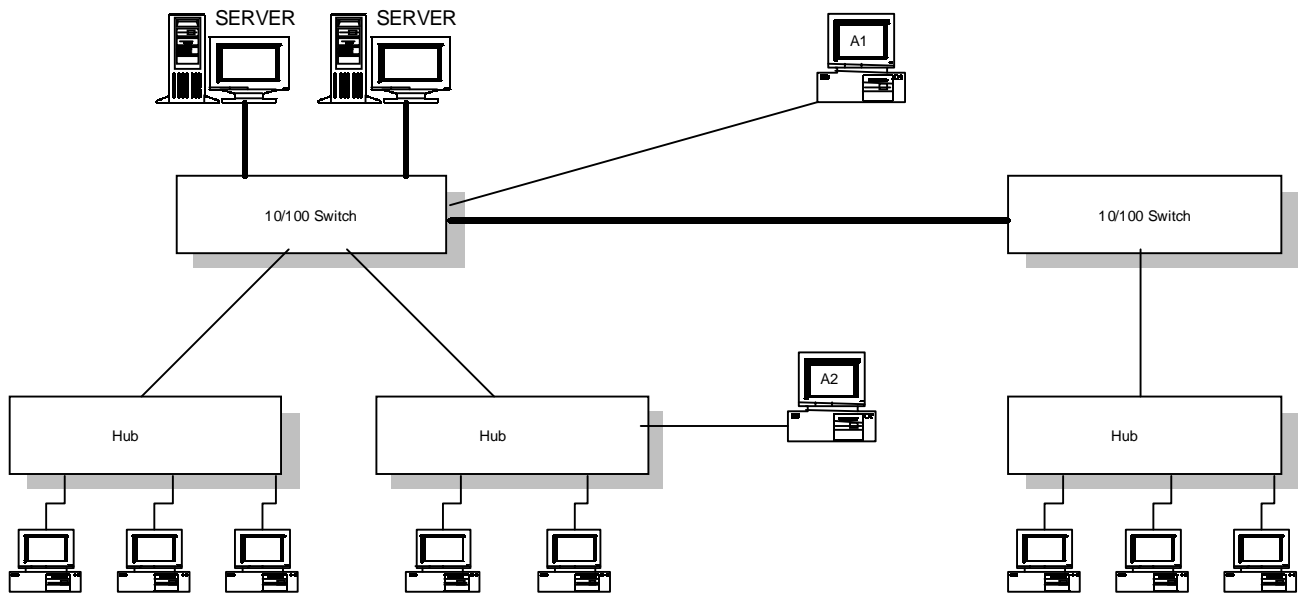 SERVER
SERVER
A1
10/100 Switch
10/100 Switch
A2
Hub
Hub
Hub